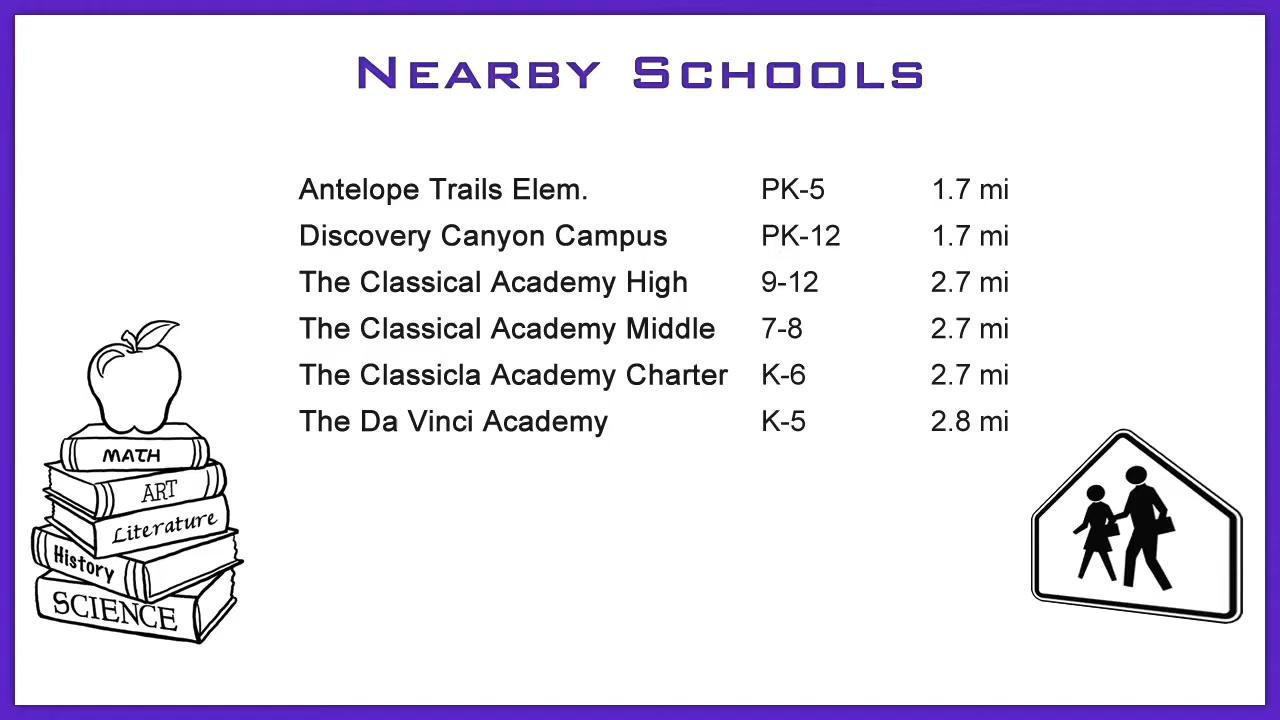 Nearby Schools
Antelope Trails Elem. PK-5 1.7 mi
Discovery Canyon Campus PK-12 1.7 mi
The Classical Academy High 9-12 2.7 mi
The Classical Academy Middle 7-8 2.7 mi
The Classicla Academy Charter K-6 2.7 mi
The Da Vinci Academy K-5 2.8 mi
MATH
ART
Literature
History
SCIENCE